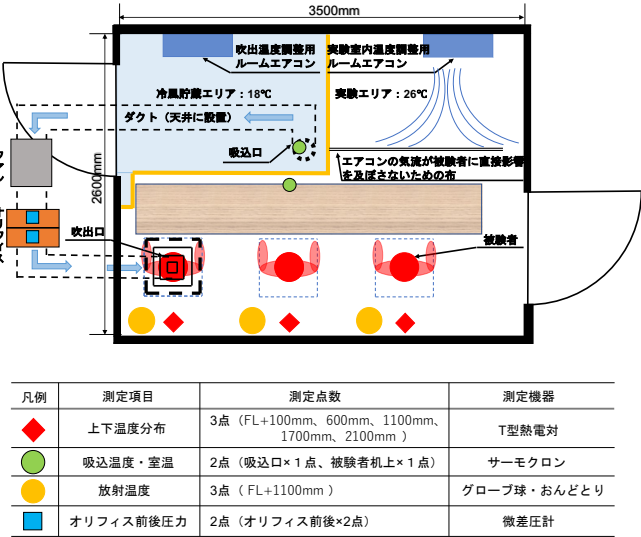 3500mm
吹出温度調整用
ルームエアコン
実験室内温度調整用
ルームエアコン
冷風貯蔵エリア：18℃
実験エリア：26℃
ダクト（天井に設置）
吸込口
エアコンの気流が被験者に直接影響
を及ぼさないための布
2600mm
ファン
オリフィス
吹出口
被験者
凡例 測定項目 測定点数 測定機器
上下温度分布 3点（FL+100mm、600mm、1100mm、
1700mm、2100mm ） T型熱電対
吸込温度・室温 2点（吸込口×１点、被験者机上×１点） サーモクロン
放射温度 3点（ FL+1100mm ） グローブ球・おんどとり
オリフィス前後圧力 2点（オリフィス前後×2点） 微差圧計